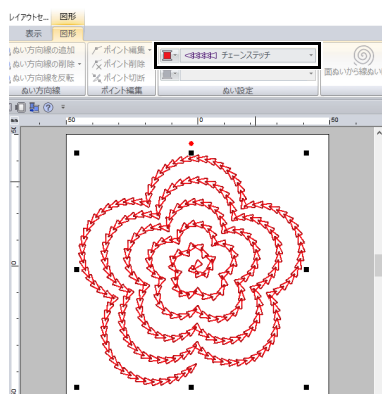 レイアウトセ... 図形
表示 図形
ぬい方向線の追加 ポイント編集 チェーンステッチ
ぬい方向線の削除 ポイント削除
ぬい方向線を反転 ポイント切断 面ぬいから線ぬい
ぬい方向線 ポイント編集 ぬい設定
50 0 50
0